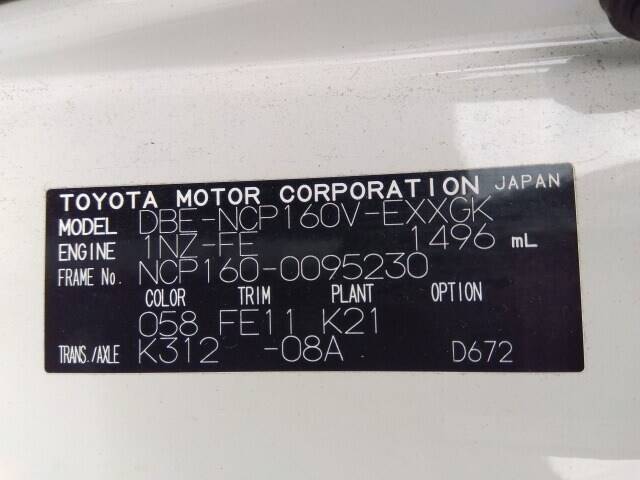 TOYOTA MOTOR CORPORATION JAPAN
MODEL DBE-NCP160V-EXXGK
ENGINE 1NZ-FE 1496 mL
FRAME No. NCP160-0095230
COLOR TRIM PLANT OPTION
058 FE11 K21
TRANS./AXLE K312 -08A D672